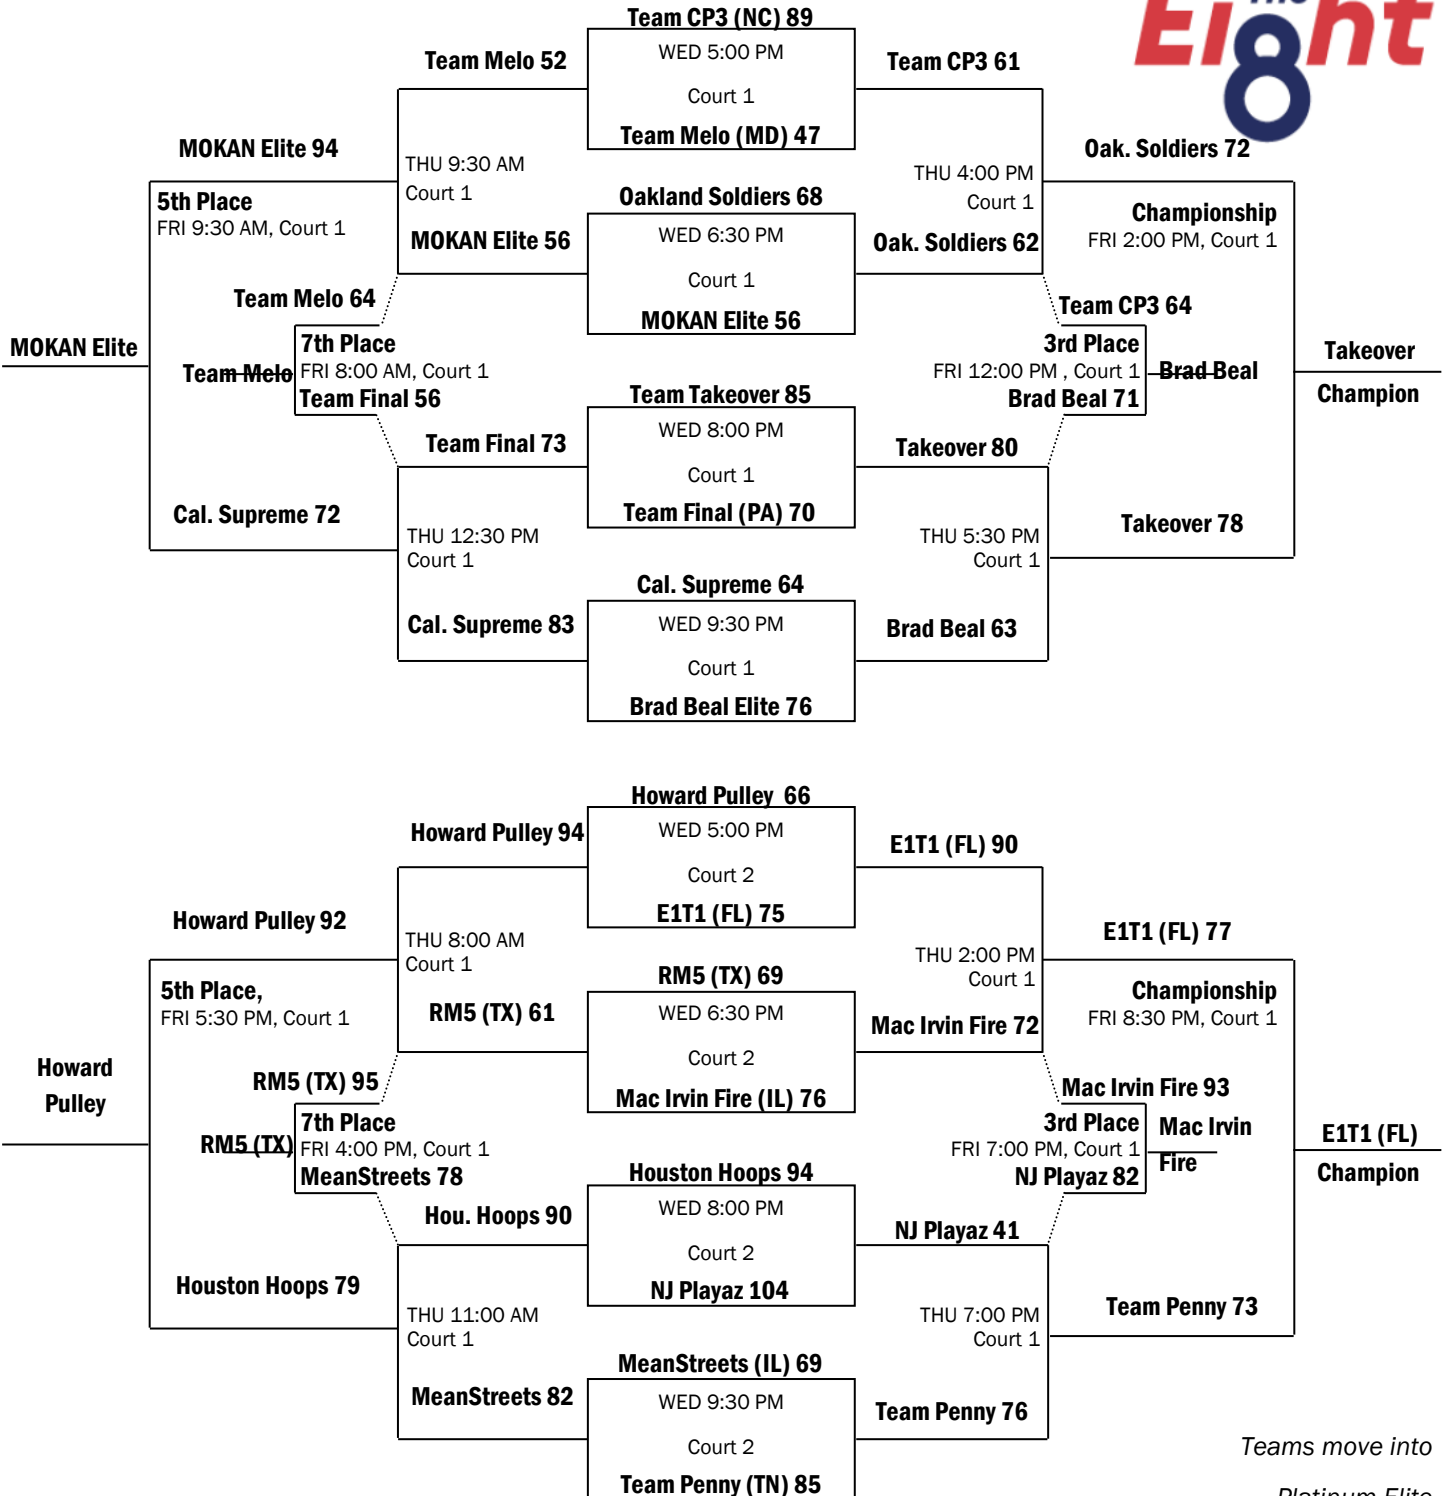 The
Ei8ht
Team CP3 (NC) 89
WED 5:00 PM
Court 1
Team Melo (MD) 47
Team Melo 52
Team CP3 61
MOKAN Elite 94
THU 9:30 AM
Court 1
Oakland Soldiers 68
WED 6:30 PM
Court 1
MOKAN Elite 56
MOKAN Elite 56
THU 4:00 PM
Court 1
Oak. Soldiers 62
Oak. Soldiers 72
5th Place
FRI 9:30 AM, Court 1
Championship
FRI 2:00 PM, Court 1
Team Melo 64
Team CP3 64
MOKAN Elite
Team Melo
7th Place
FRI 8:00 AM, Court 1
Team Final 56
3rd Place
FRI 12:00 PM , Court 1
Brad Beal 71
Brad Beal
Takeover
Champion
Team Takeover 85
WED 8:00 PM
Court 1
Team Final (PA) 70
Team Final 73
Takeover 80
Cal. Supreme 72
THU 12:30 PM
Court 1
THU 5:30 PM
Court 1
Takeover 78
Cal. Supreme 64
WED 9:30 PM
Court 1
Brad Beal Elite 76
Cal. Supreme 83
Brad Beal 63
Howard Pulley 66
WED 5:00 PM
Court 2
E1T1 (FL) 75
Howard Pulley 94
E1T1 (FL) 90
Howard Pulley 92
THU 8:00 AM
Court 1
THU 2:00 PM
Court 1
E1T1 (FL) 77
RM5 (TX) 69
WED 6:30 PM
Court 2
Mac Irvin Fire (IL) 76
5th Place,
FRI 5:30 PM, Court 1
RM5 (TX) 61
Mac Irvin Fire 72
Championship
FRI 8:30 PM, Court 1
Howard
Pulley
RM5 (TX) 95
Mac Irvin Fire 93
RM5 (TX)
7th Place
FRI 4:00 PM, Court 1
MeanStreets 78
3rd Place
FRI 7:00 PM, Court 1
NJ Playaz 82
Mac Irvin
Fire
E1T1 (FL)
Champion
Houston Hoops 94
WED 8:00 PM
Court 2
NJ Playaz 104
Hou. Hoops 90
NJ Playaz 41
Houston Hoops 79
THU 11:00 AM
Court 1
THU 7:00 PM
Court 1
Team Penny 73
MeanStreets (IL) 69
WED 9:30 PM
Court 2
Team Penny (TN) 85
MeanStreets 82
Team Penny 76
Teams move into
Platinum Elite